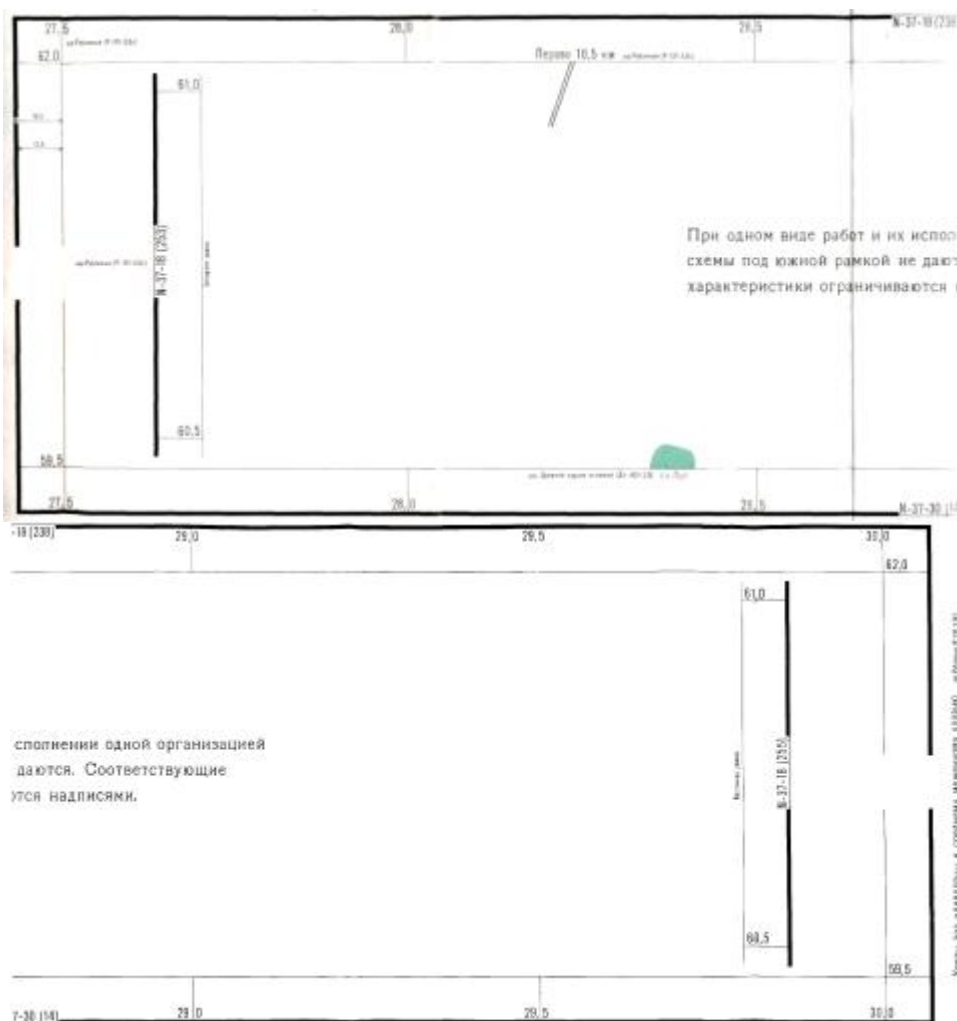 27,5
28,0
28,5
N-37-18 (238
62,0
Перово 10,5 км
61,0
N-37-18 (253)
При одном виде работ и их испол
схемы под южной рамкой не дают
характеристики ограничиваются
60,5
59,5
27,5
28,0
28,5
N-37-30
-18 (238)
29,0
29,5
30,0
62,0
61,0
сполнении одной организацией
даются. Соответствующие
ются надписями.
N-37-18 (255)
60,5
59,5
7-30 (14)
29,0
29,5
30,0